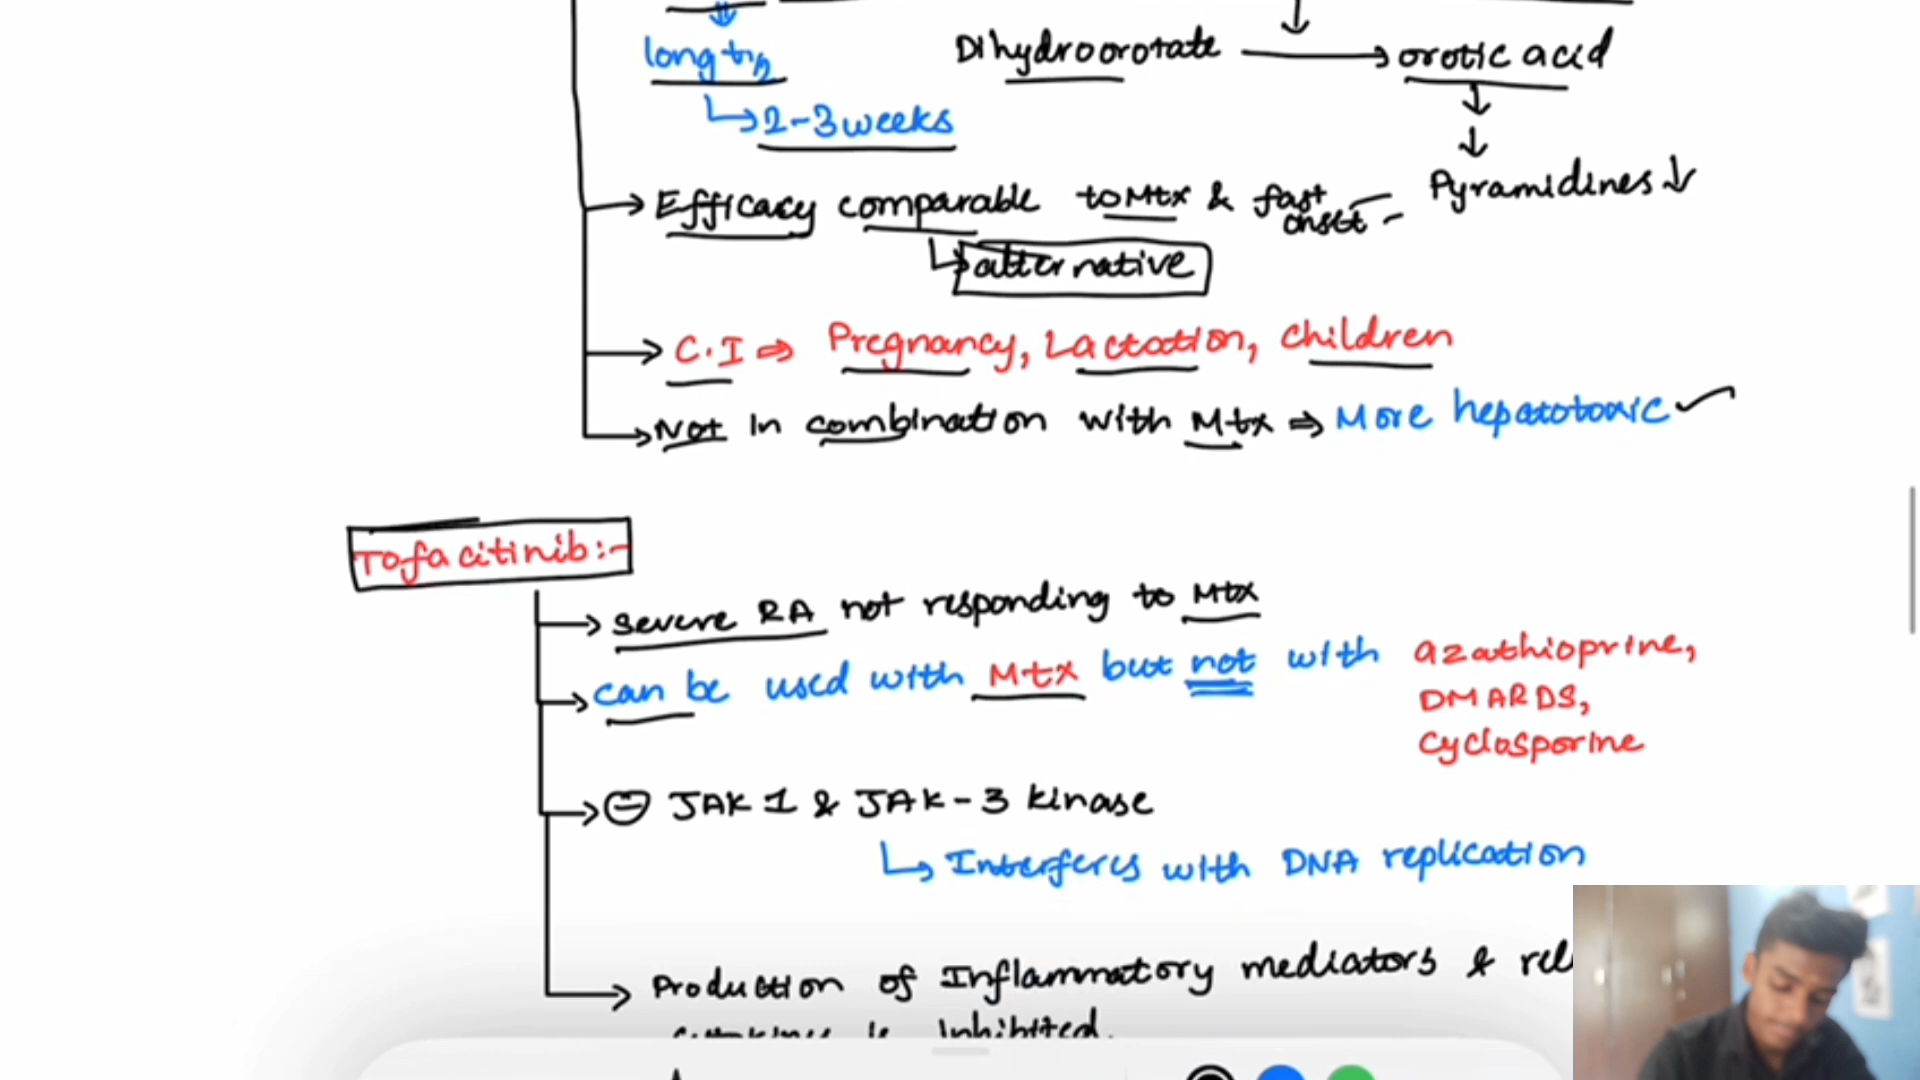 long t½
Dihydroorotate → orotic acid
↳ 2-3 weeks
Pyramidines ↓
→ Efficacy comparable to Mtx & fast onset
↳ alternative
→ C.I ⇒ Pregnancy, Lactation, children
→ Not in combination with Mtx ⇒ More hepatotoxic ✓
Tofacitinib:-
→ severe RA not responding to Mtx
→ can be used with Mtx but not with azathioprine,
DMARDS,
cyclosporine
→ ⊖ JAK 1 & JAK-3 kinase
↳ Interferes with DNA replication
→ Production of Inflammatory mediators & rel
is Inhibited.